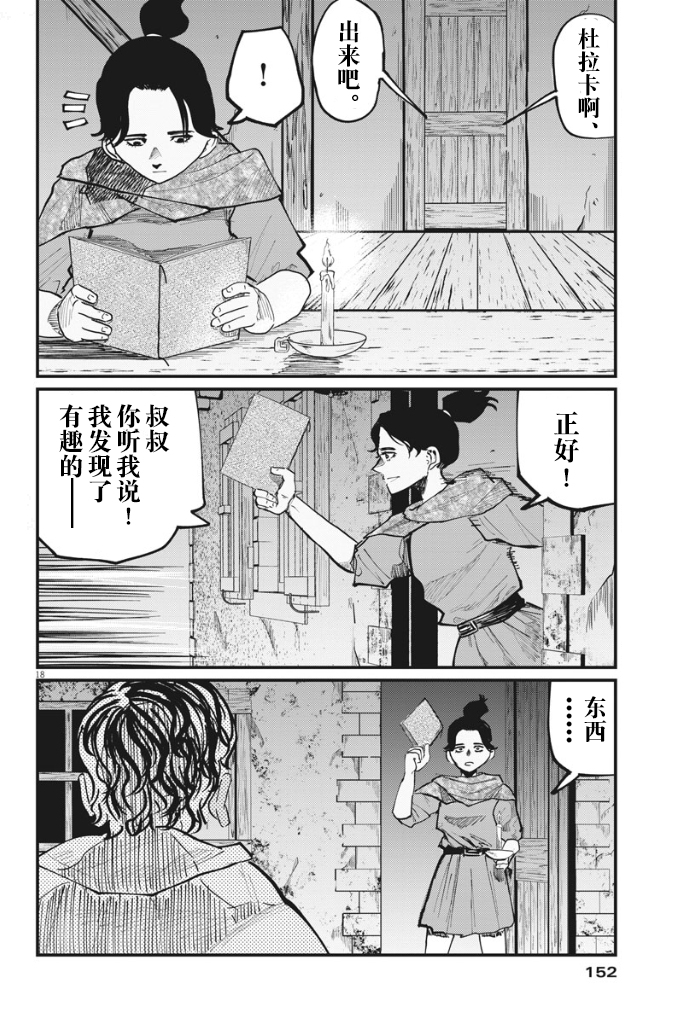 杜拉卡啊、
出来吧。
！
正好！
叔叔
你听我说！
我发现了
有趣的——
东西
……
18
152